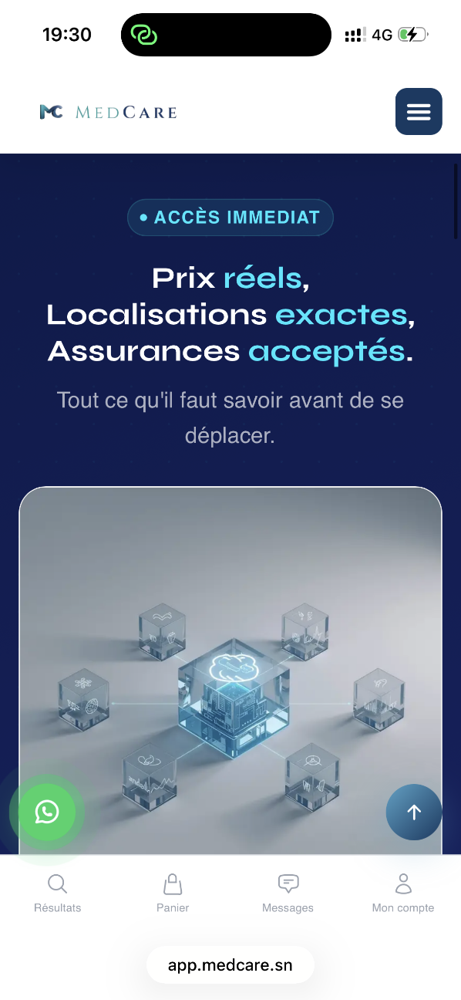 19:30
4G
MC MEDCARE
ACCÈS IMMEDIAT
Prix réels,
Localisations exactes,
Assurances acceptés.
Tout ce qu'il faut savoir avant de se
déplacer.
Résultats
Panier
Messages
Mon compte
app.medcare.sn